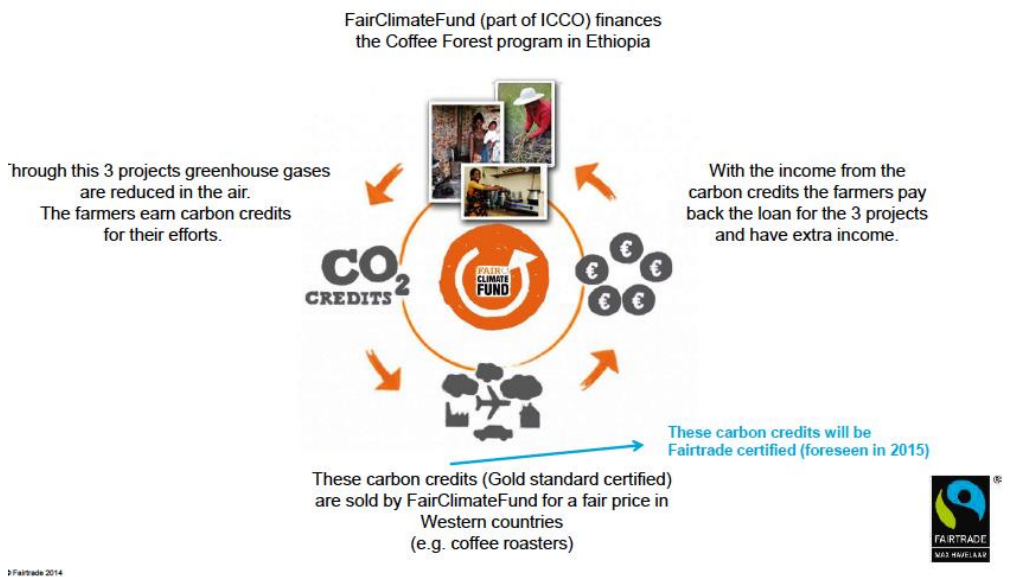 FairClimateFund (part of ICCO) finances
the Coffee Forest program in Ethiopia
hrough this 3 projects greenhouse gases
are reduced in the air.
The farmers earn carbon credits
for their efforts.
With the income from the
carbon credits the farmers pay
back the loan for the 3 projects
and have extra income.
CO2
CREDITS
FAIR
CLIMATE
FUND
€
€
€
€
€
These carbon credits will be
Fairtrade certified (foreseen in 2015)
These carbon credits (Gold standard certified)
are sold by FairClimateFund for a fair price in
Western countries
(e.g. coffee roasters)
®
FAIRTRADE
MAX HAVELAAR
© Fairtrade 2014